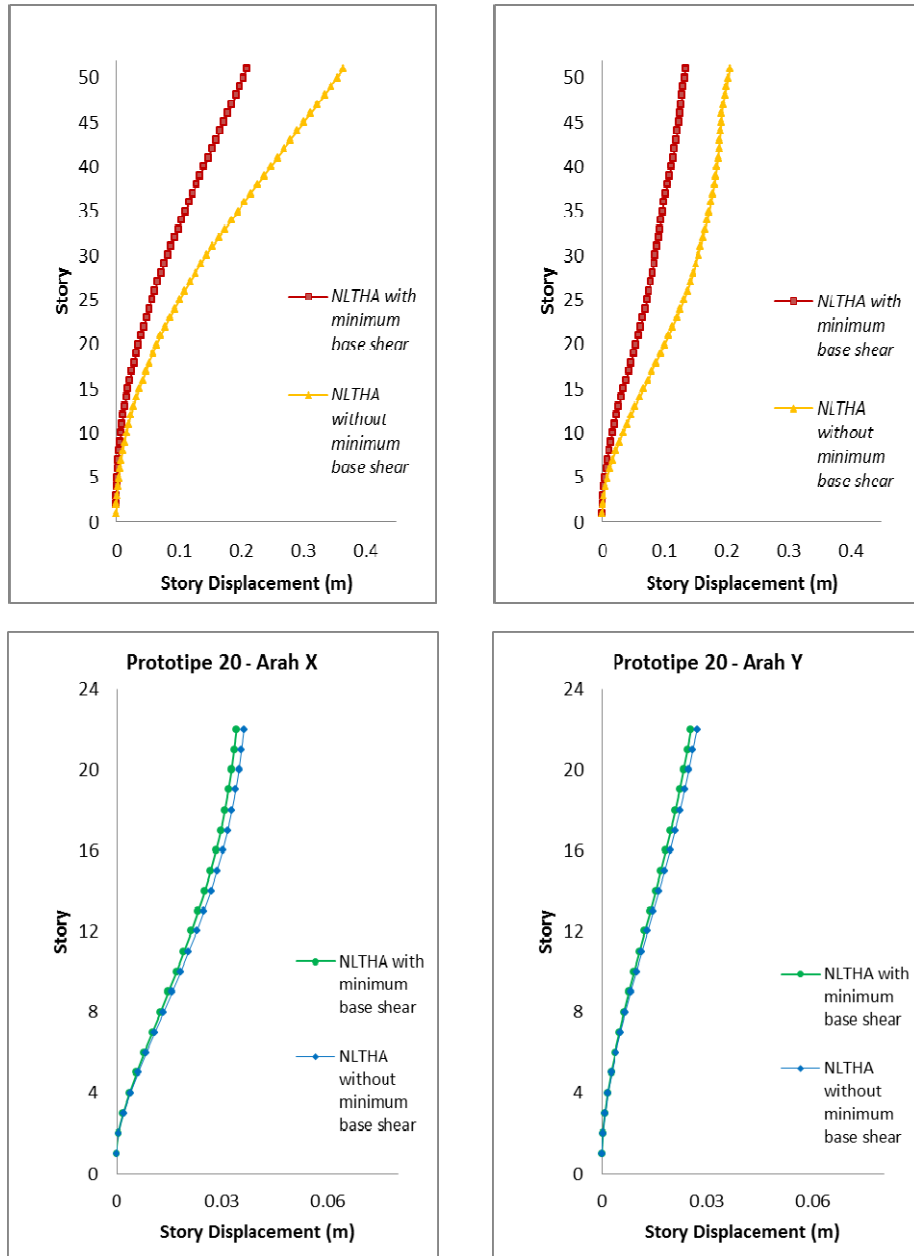 50
45
40
35
30
25
20
15
10
5
0
Story
NLTHA with
minimum
base shear
NLTHA
without
minimum
base shear
0 0.1 0.2 0.3 0.4
Story Displacement (m)
50
45
40
35
30
25
20
15
10
5
0
Story
NLTHA with
minimum
base shear
NLTHA
without
minimum
base shear
0 0.1 0.2 0.3 0.4
Story Displacement (m)
Prototipe 20 - Arah X
24
20
16
12
8
4
0
Story
NLTHA with
minimum
base shear
NLTHA
without
minimum
base shear
0 0.03 0.06
Story Displacement (m)
Prototipe 20 - Arah Y
24
20
16
12
8
4
0
Story
NLTHA with
minimum
base shear
NLTHA
without
minimum
base shear
0 0.03 0.06
Story Displacement (m)